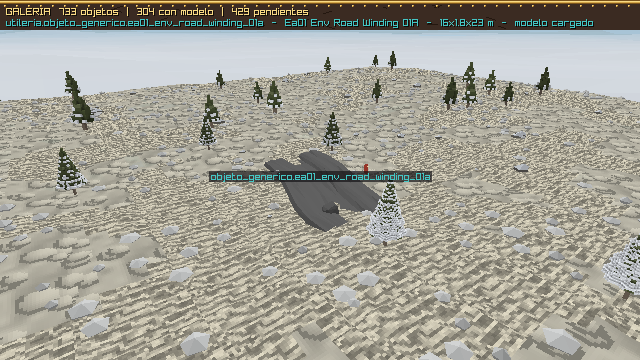 GALERIA 733 objetos | 304 con modelo | 429 pendientes
utileria.objeto_generico.ea01_env_road_winding_01a - Ea01 Env Road Winding 01A - 16x1.8x23 m - modelo cargado
objeto_generico.ea01_env_road_winding_01a